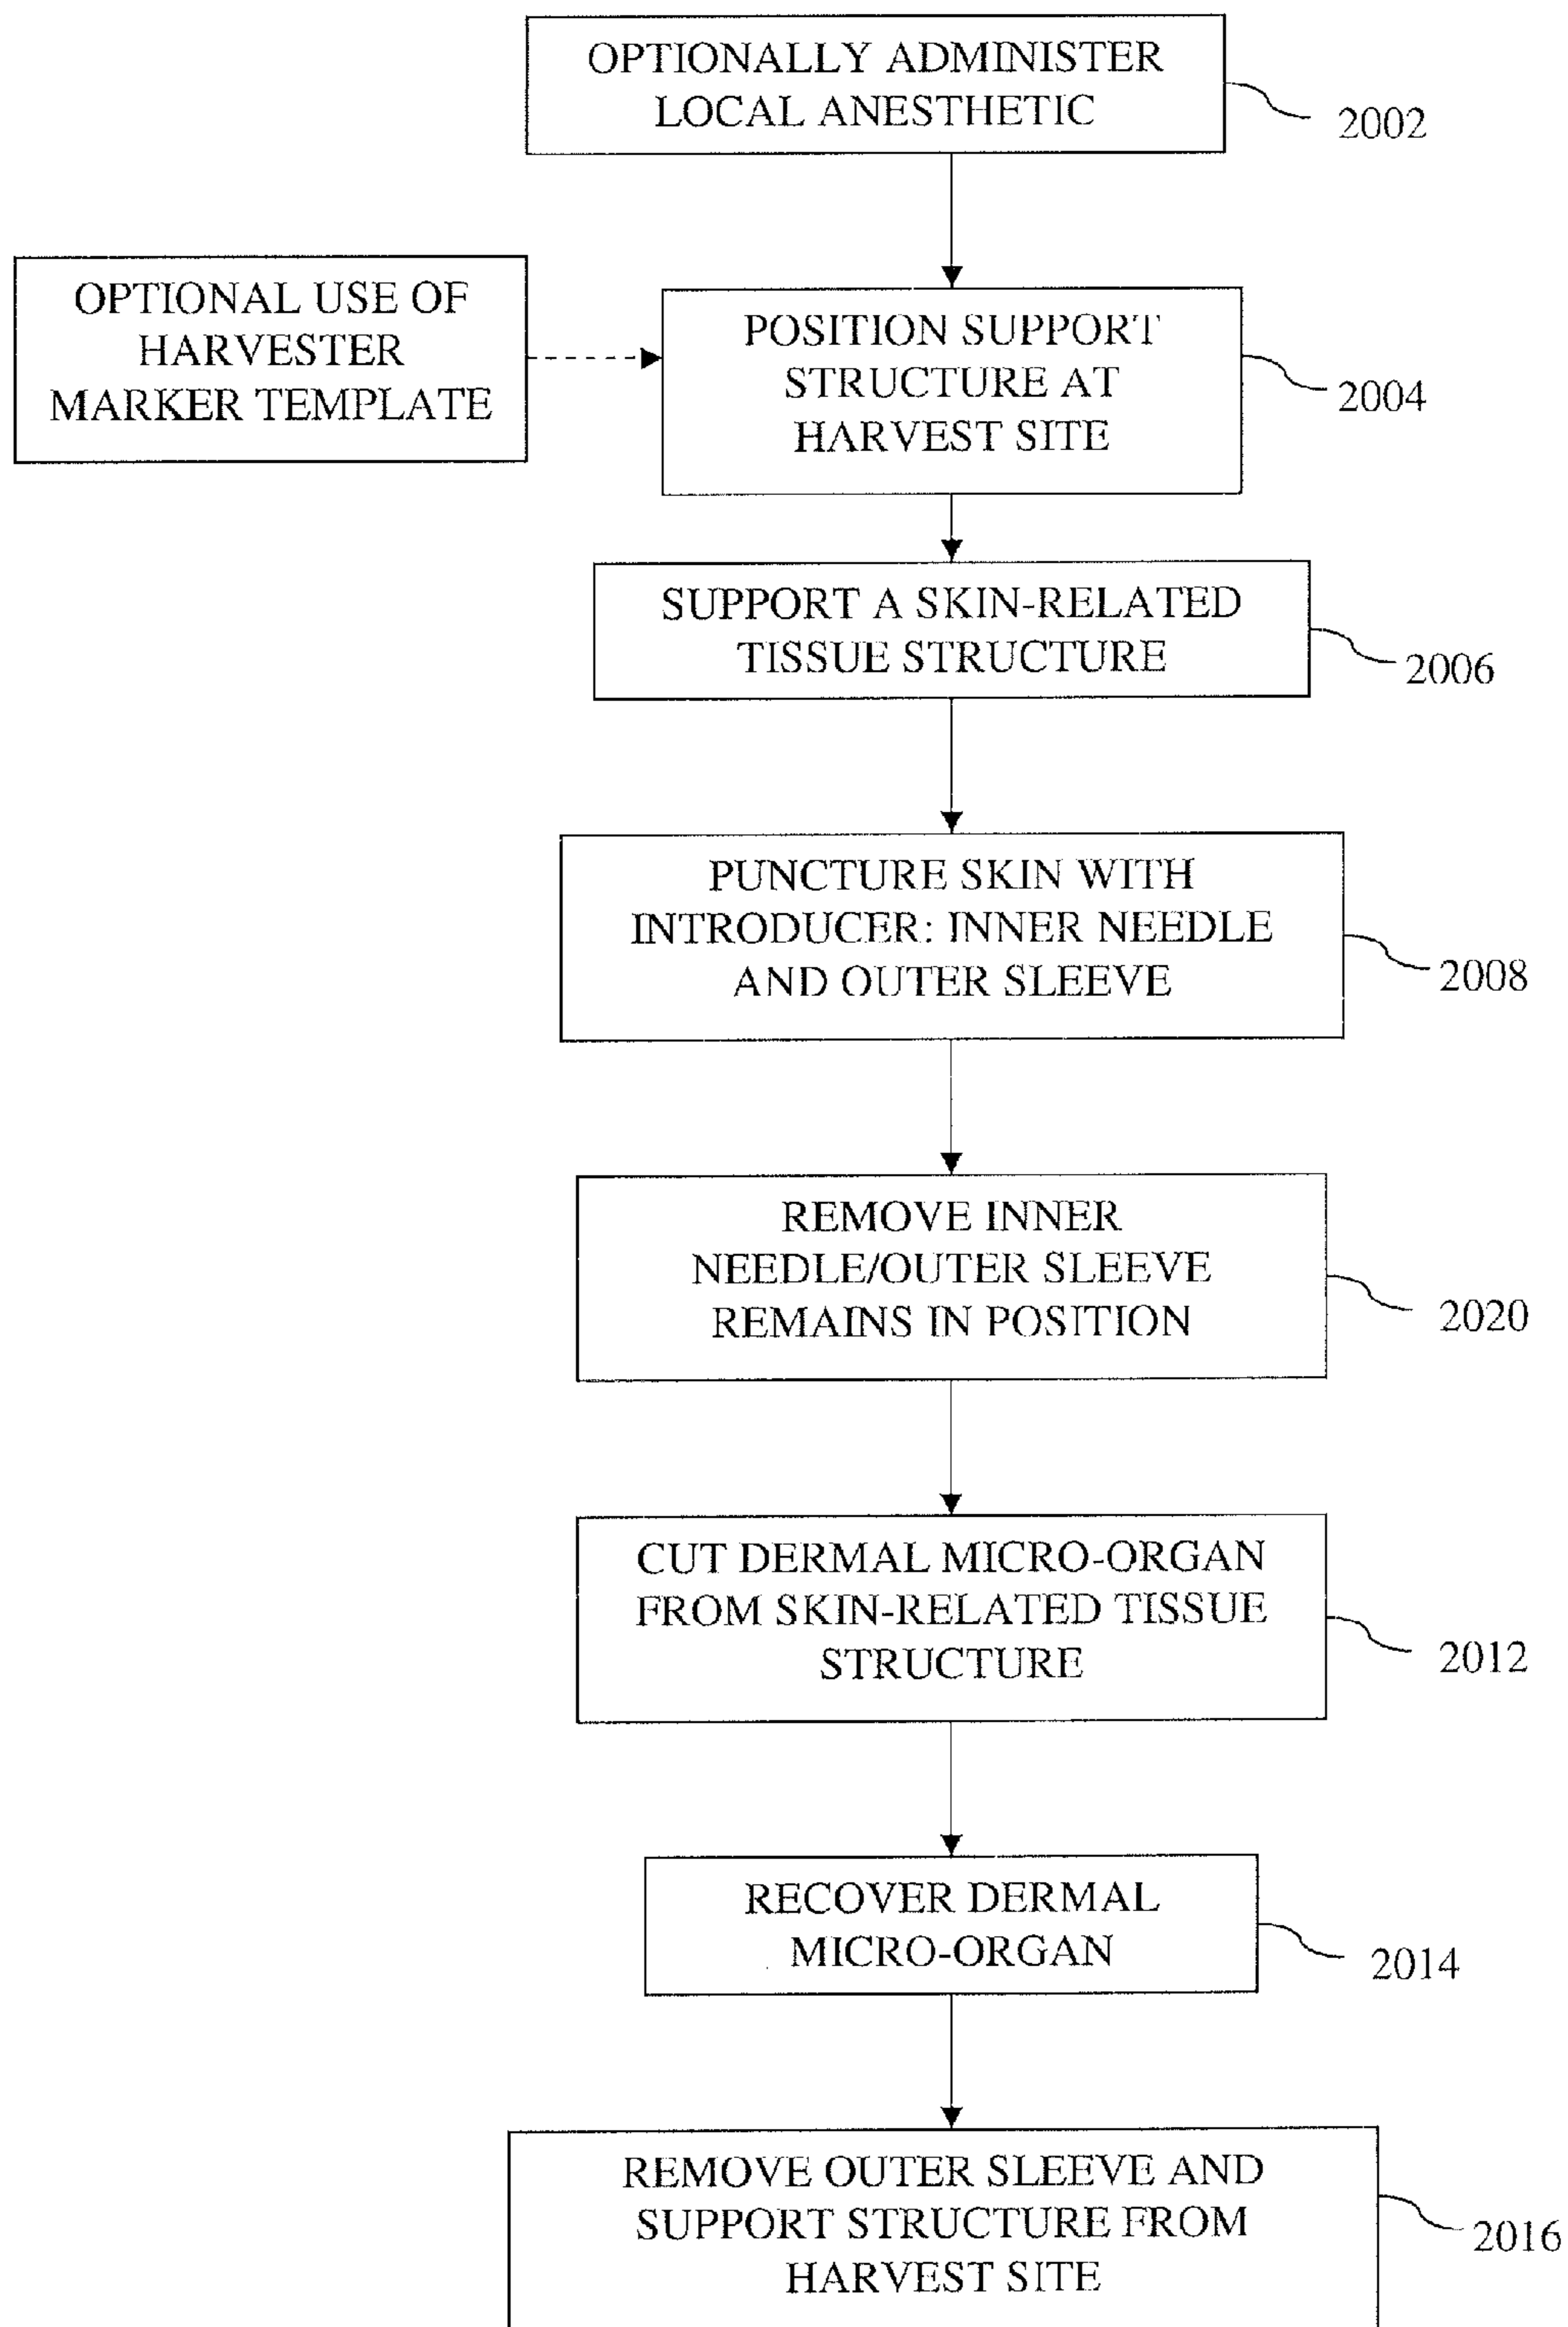 OPTIONALLY ADMINISTER
LOCAL ANESTHETIC
2002
OPTIONAL USE OF
HARVESTER
MARKER TEMPLATE
POSITION SUPPORT
STRUCTURE AT
HARVEST SITE
2004
SUPPORT A SKIN-RELATED
TISSUE STRUCTURE
2006
PUNCTURE SKIN WITH
INTRODUCER: INNER NEEDLE
AND OUTER SLEEVE
2008
REMOVE INNER
NEEDLE/OUTER SLEEVE
REMAINS IN POSITION
2020
CUT DERMAL MICRO-ORGAN
FROM SKIN-RELATED TISSUE
STRUCTURE
2012
RECOVER DERMAL
MICRO-ORGAN
2014
REMOVE OUTER SLEEVE AND
SUPPORT STRUCTURE FROM
HARVEST SITE
2016